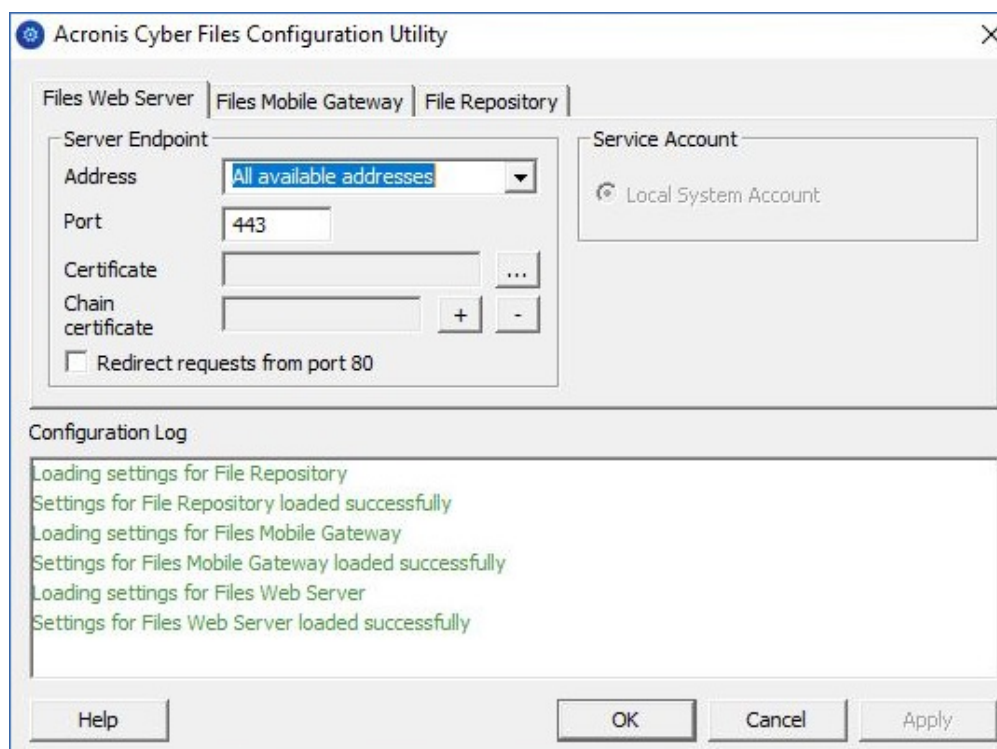 Acronis Cyber Files Configuration Utility
Files Web Server
Files Mobile Gateway
File Repository
Server Endpoint
Address
All available addresses
Port
443
Certificate
...
Chain
certificate
+
-
Redirect requests from port 80
Service Account
Local System Account
Configuration Log
Loading settings for File Repository
Settings for File Repository loaded successfully
Loading settings for Files Mobile Gateway
Settings for Files Mobile Gateway loaded successfully
Loading settings for Files Web Server
Settings for Files Web Server loaded successfully
Help
OK
Cancel
Apply